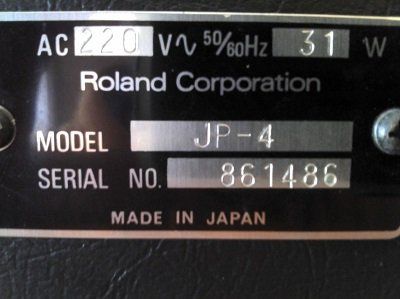 AC 220 V∿ 50/60Hz 31 W
Roland Corporation
MODEL JP-4
SERIAL NO. 861486
MADE IN JAPAN